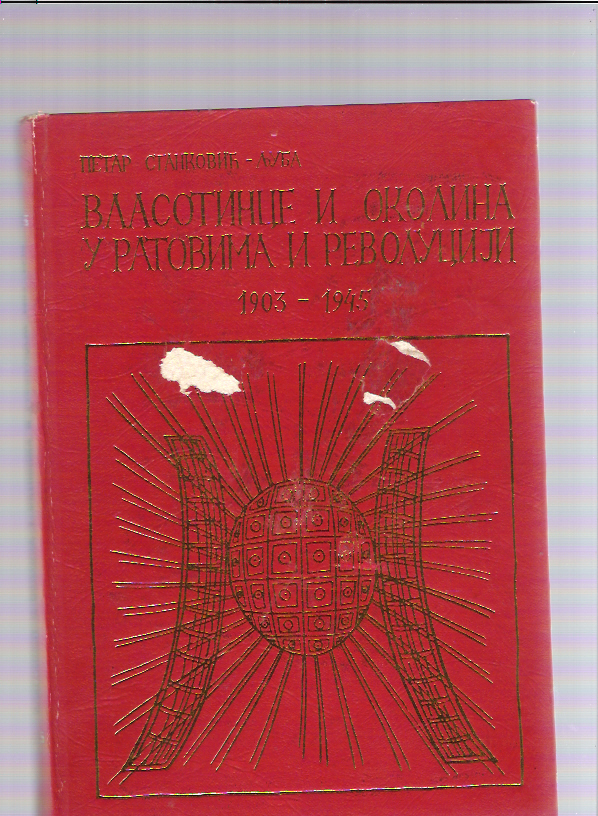 ПЕТАР СТАНКОВИЋ - ЉУБА
ВЛАСОТИНЦЕ И ОКОЛИНА
У РАТОВИМА И РЕВОЛУЦИЈИ
1903 - 1945